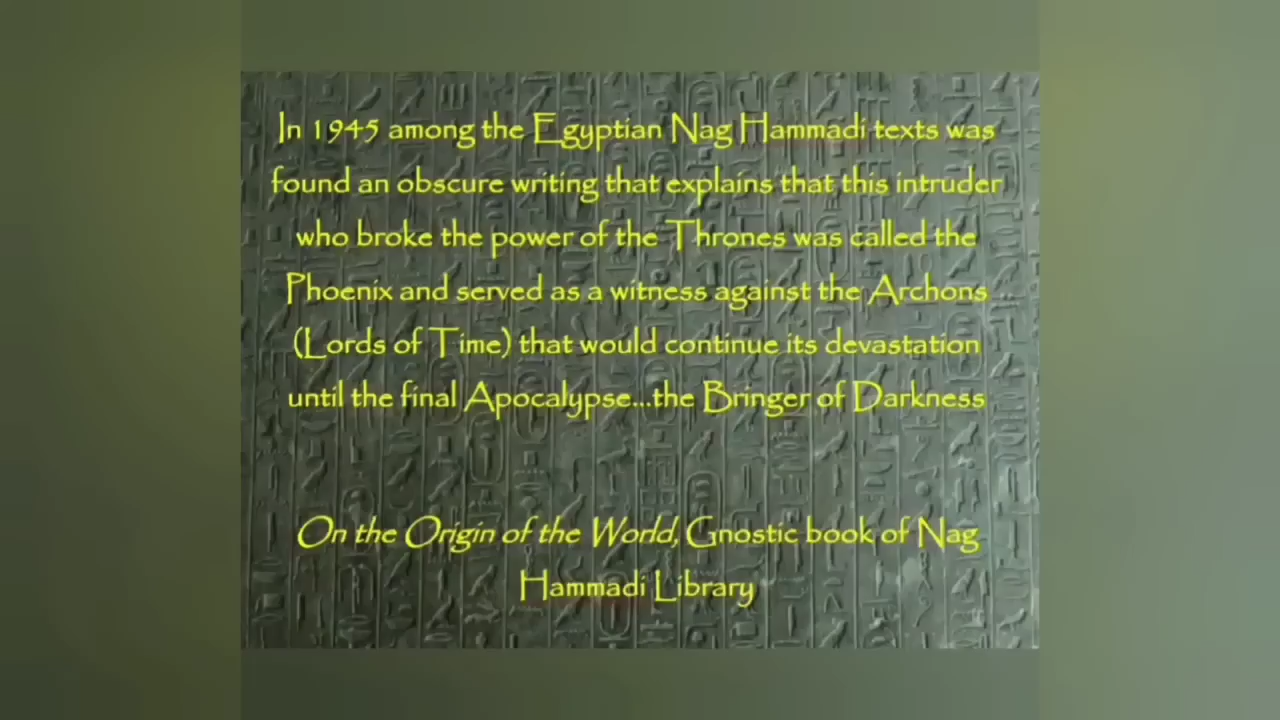 In 1945 among the Egyptian Nag Hammadi texts was
found an obscure writing that explains that this intruder
who broke the power of the Thrones was called the
Phoenix and served as a witness against the Archons
(Lords of Time) that would continue its devastation
until the final Apocalypse...the Bringer of Darkness
On the Origin of the World, Gnostic book of Nag
Hammadi Library